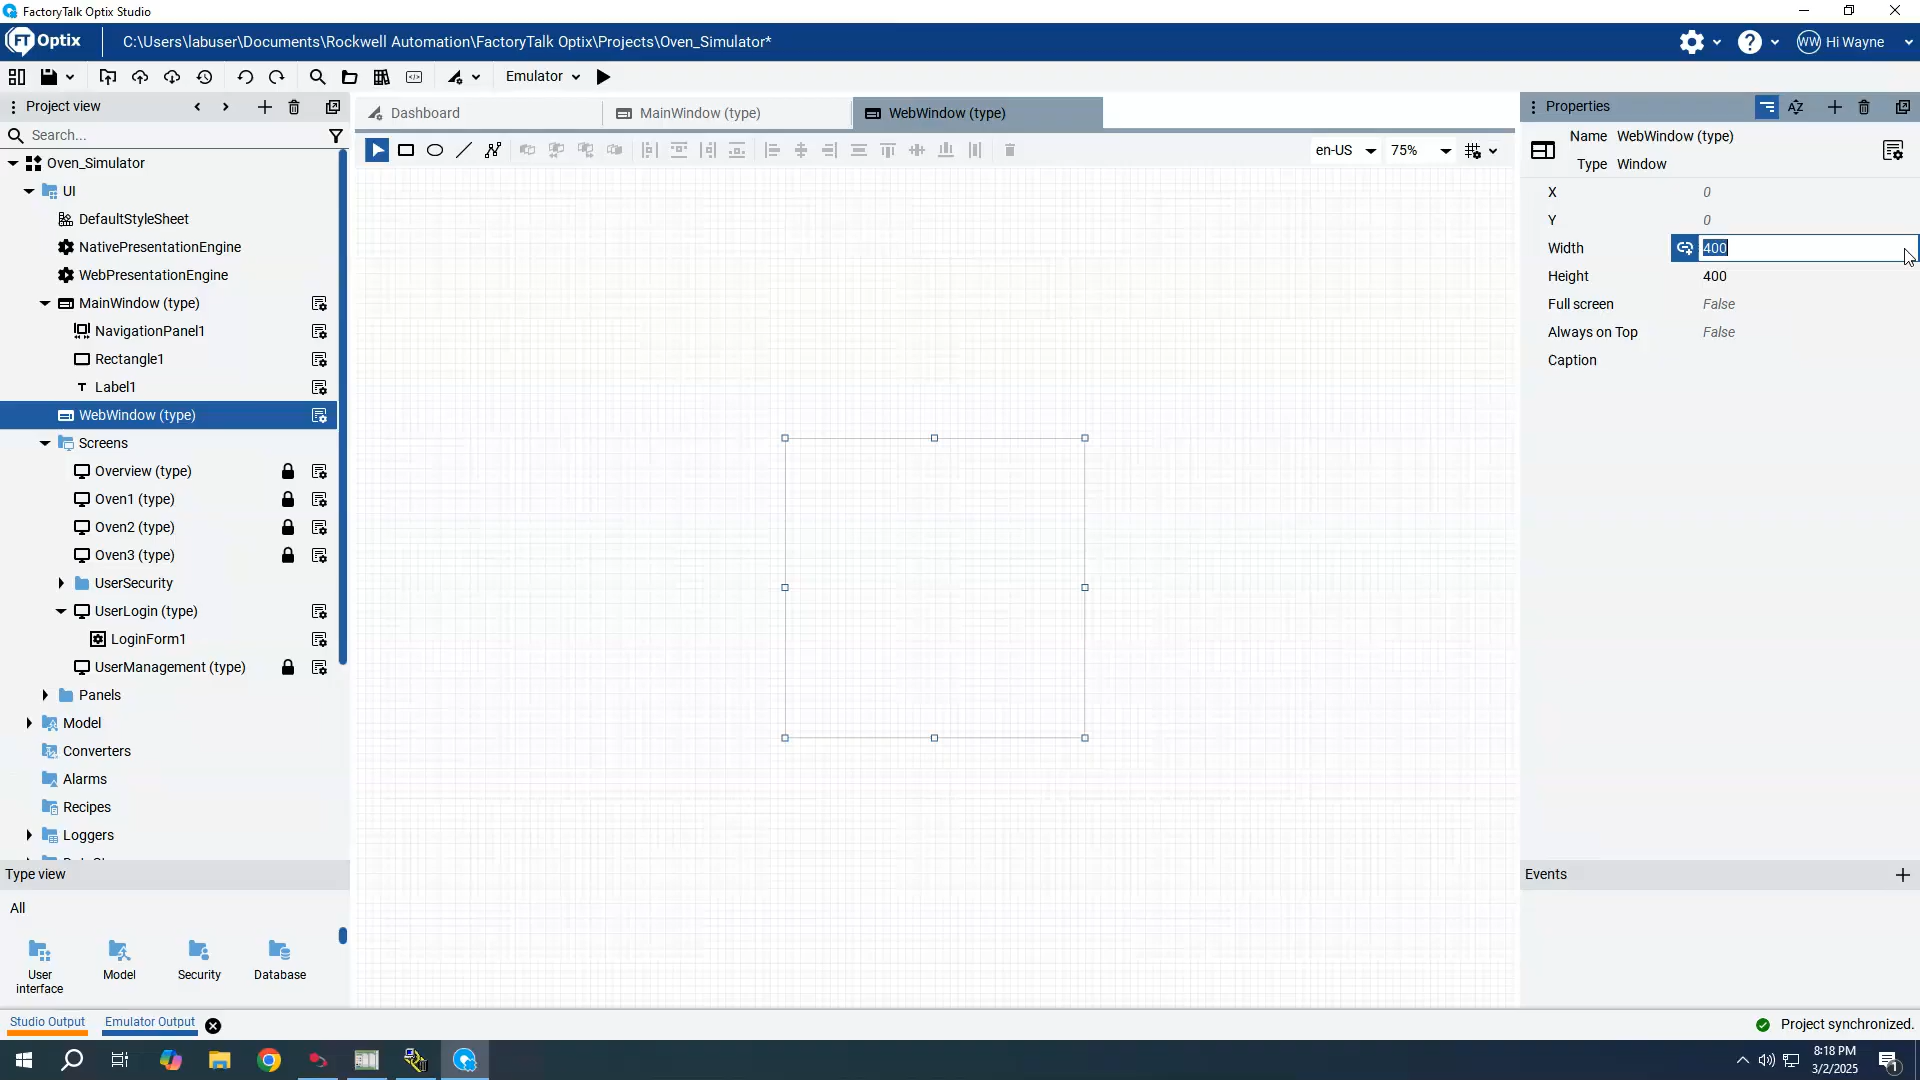 FactoryTalk Optix Studio
FT Optix
C:\Users\labuser\Documents\Rockwell Automation\FactoryTalk Optix\Projects\Oven_Simulator*
WW Hi Wayne
Emulator
Project view
Search...
Oven_Simulator
UI
DefaultStyleSheet
NativePresentationEngine
WebPresentationEngine
MainWindow (type)
NavigationPanel1
Rectangle1
Label1
WebWindow (type)
Screens
Overview (type)
Oven1 (type)
Oven2 (type)
Oven3 (type)
UserSecurity
UserLogin (type)
LoginForm1
UserManagement (type)
Panels
Model
Converters
Alarms
Recipes
Loggers
Type view
All
User interface
Model
Security
Database
Dashboard
MainWindow (type)
WebWindow (type)
en-US
75%
Properties
Name WebWindow (type)
Type Window
X 0
Y 0
Width 400
Height 400
Full screen False
Always on Top False
Caption
Events
Studio Output
Emulator Output
Project synchronized.
8:18 PM
3/2/2025
1